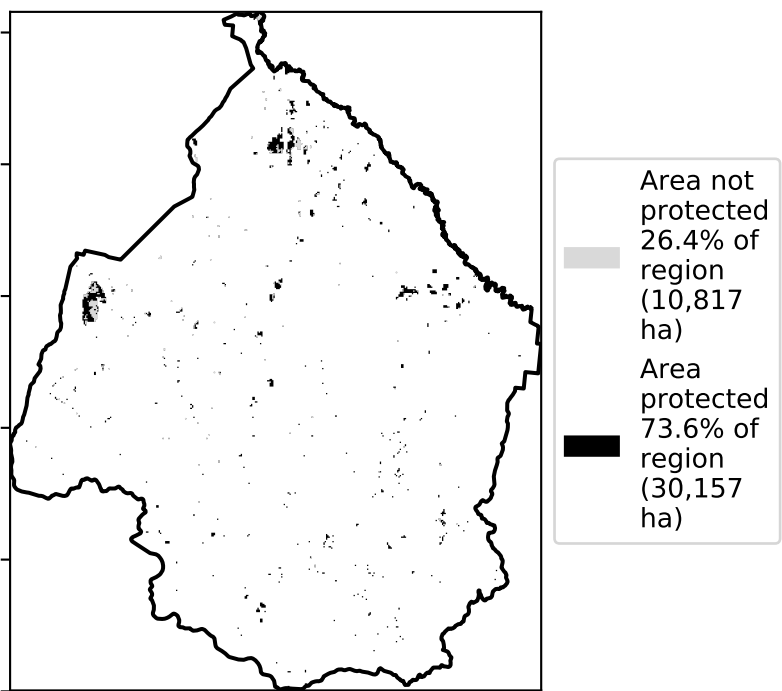 Area not
protected
26.4% of
region
(10,817
ha)
Area
protected
73.6% of
region
(30,157
ha)